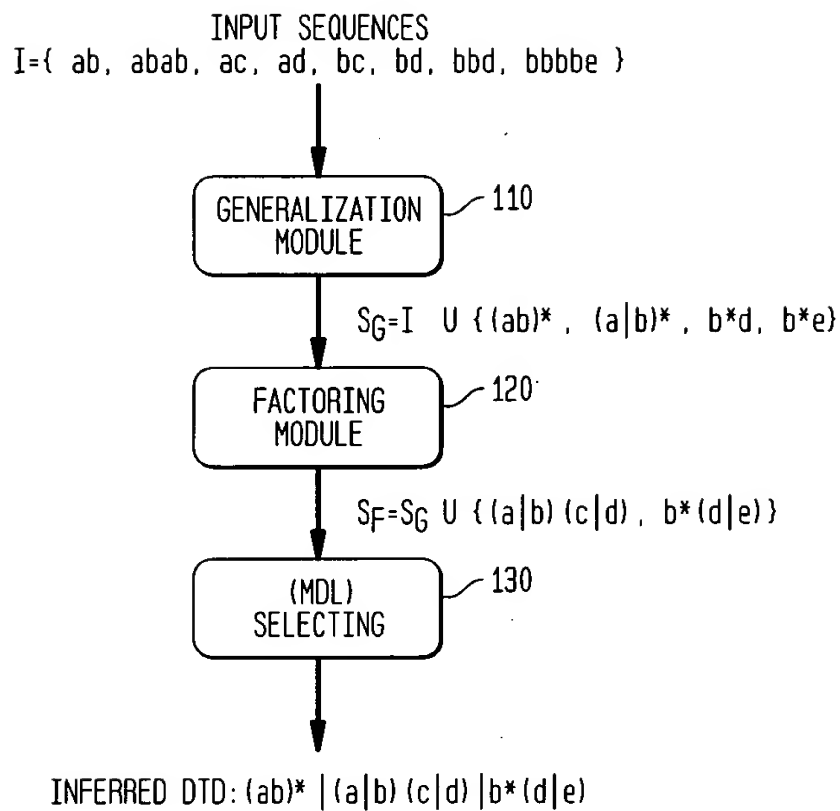 INPUT SEQUENCES
I={ ab, abab, ac, ad, bc, bd, bbd, bbbbe }
GENERALIZATION
MODULE
110
SG=I U {(ab)*, (a|b)*, b*d, b*e}
FACTORING
MODULE
120
SF=SG U {(a|b)(c|d), b*(d|e)}
(MDL)
SELECTING
130
INFERRED DTD:(ab)*|(a|b)(c|d)|b*(d|e)